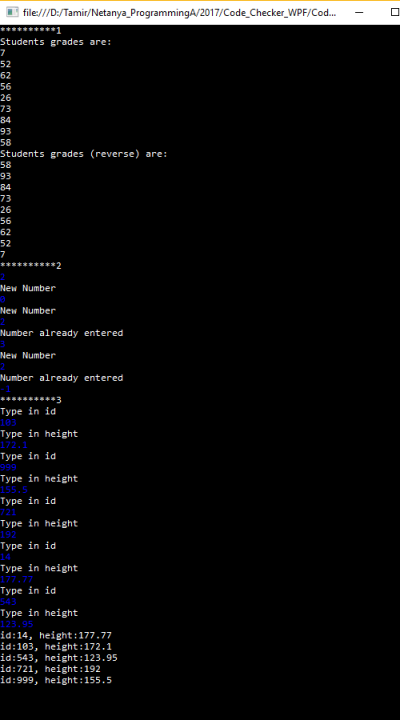 file:///D:/Tamir/Netanya_ProgrammingA/2017/Code_Checker_WPF/Cod...
**********1
Students grades are:
7
52
62
56
26
73
84
93
58
Students grades (reverse) are:
58
93
84
73
26
56
62
52
7
**********2
2
New Number
0
New Number
2
Number already entered
3
New Number
2
Number already entered
-1
**********3
Type in id
103
Type in height
172.1
Type in id
999
Type in height
155.5
Type in id
721
Type in height
192
Type in id
14
Type in height
177.77
Type in id
543
Type in height
123.95
id:14, height:177.77
id:103, height:172.1
id:543, height:123.95
id:721, height:192
id:999, height:155.5